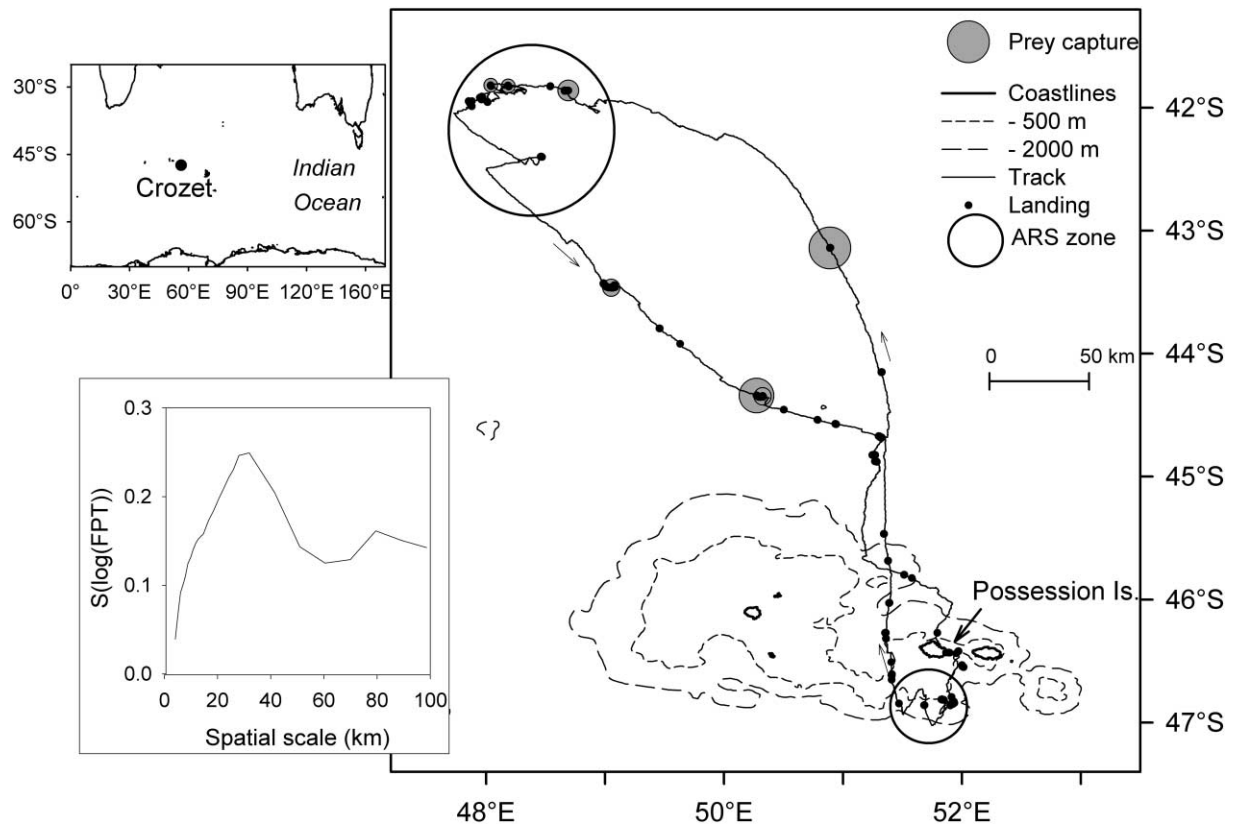 Prey capture
Coastlines
- 500 m
- 2000 m
Track
Landing
ARS zone
0 50 km
30°S
45°S
60°S
Crozet
Indian
Ocean
0° 30°E 60°E 90°E 120°E 160°E
42°S
43°S
44°S
45°S
46°S
47°S
Possession Is.
48°E 50°E 52°E
0.3
0.2
0.1
0.0
S(log(FPT))
0 20 40 60 80 100
Spatial scale (km)